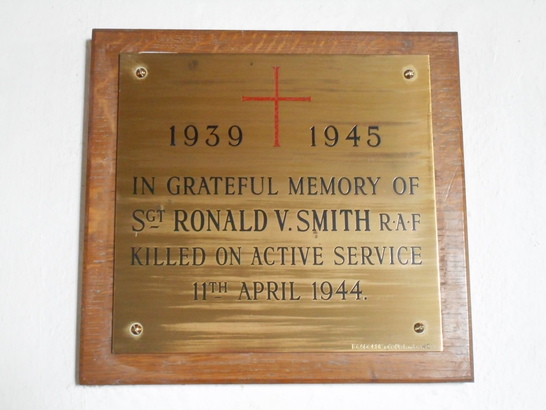 1939 1945
IN GRATEFUL MEMORY OF
SGT RONALD V. SMITH R·A·F
KILLED ON ACTIVE SERVICE
11TH APRIL 1944.